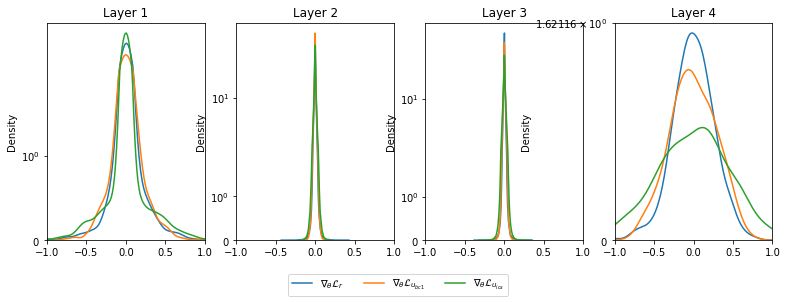 Layer 1 Layer 2 Layer 3 Layer 4
1.62116 × 10⁰
Density Density Density Density
10⁰ 10¹ 10⁰ 10¹ 10⁰
0 0 0 0
−1.0 −0.5 0.0 0.5 1.0 −1.0 −0.5 0.0 0.5 1.0 −1.0 −0.5 0.0 0.5 1.0 −1.0 −0.5 0.0 0.5 1.0
∇θℒr ∇θℒu_bc1 ∇θℒu_ics